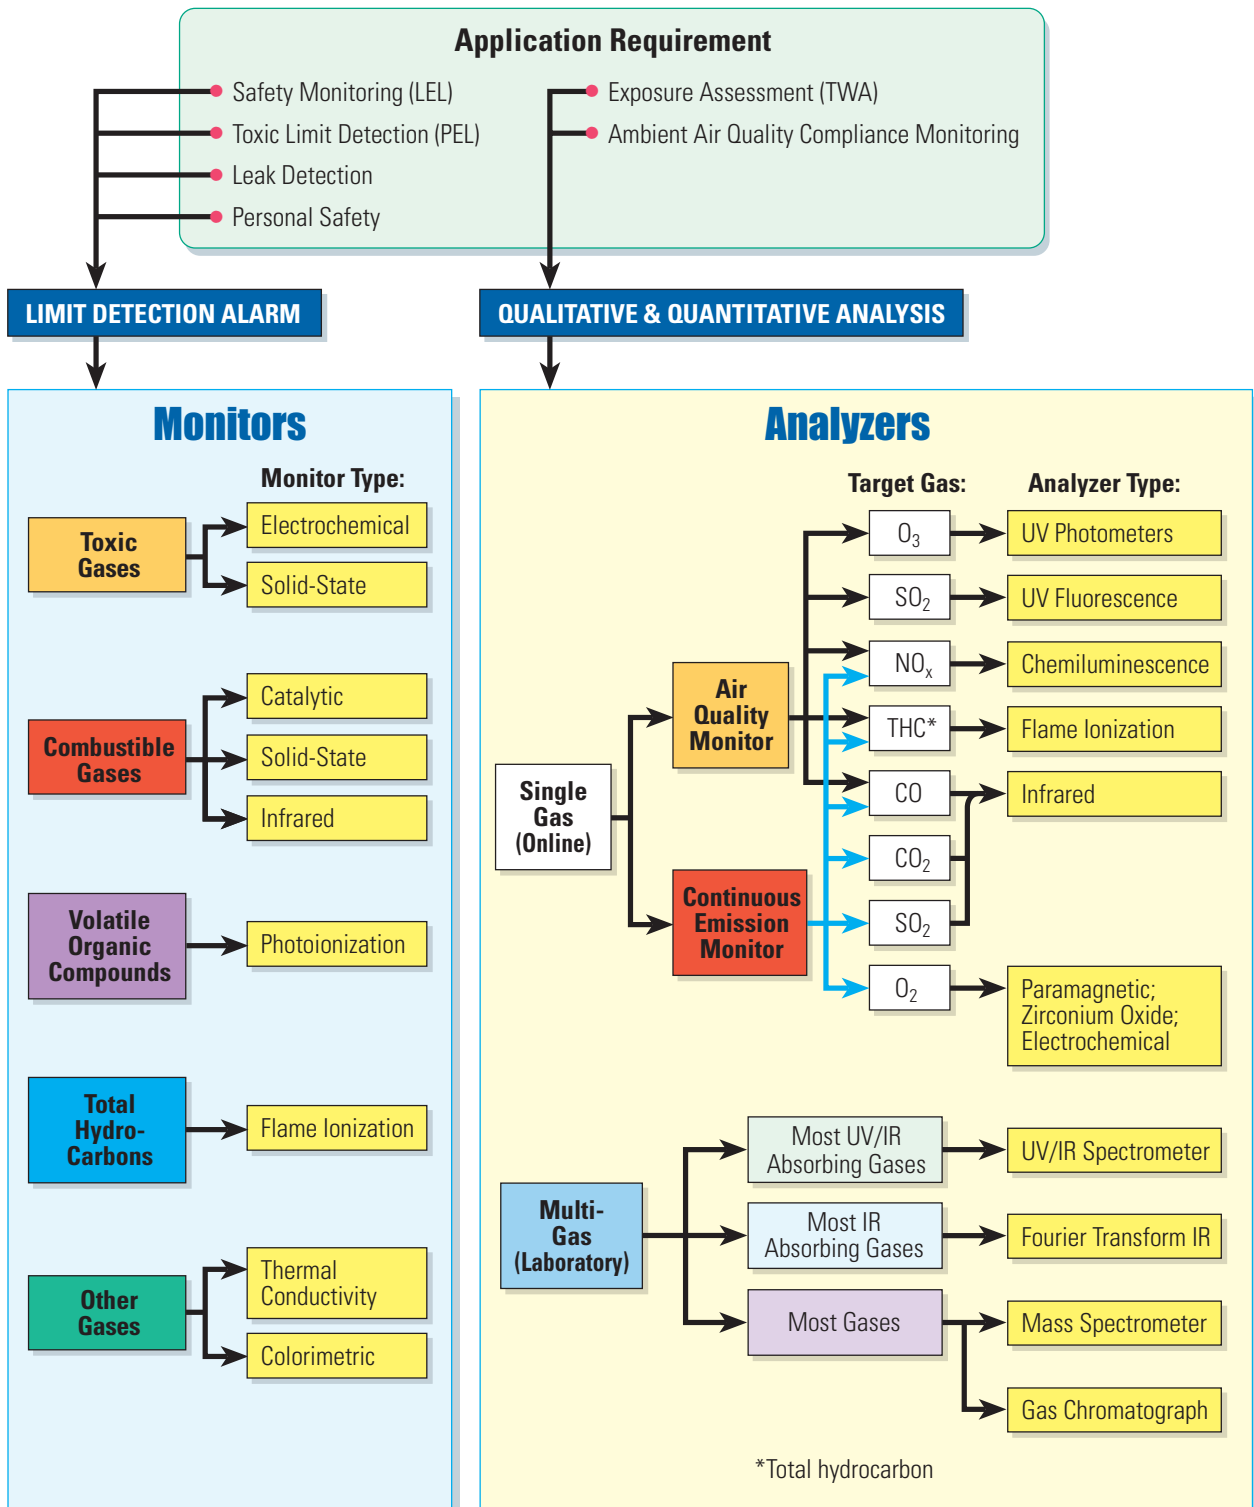 Application Requirement
Safety Monitoring (LEL)
Toxic Limit Detection (PEL)
Leak Detection
Personal Safety
Exposure Assessment (TWA)
Ambient Air Quality Compliance Monitoring
LIMIT DETECTION ALARM
QUALITATIVE & QUANTITATIVE ANALYSIS
Monitors
Monitor Type:
Toxic
Gases
Electrochemical
Solid-State
Combustible
Gases
Catalytic
Solid-State
Infrared
Volatile
Organic
Compounds
Photoionization
Total
Hydro-
Carbons
Flame Ionization
Other
Gases
Thermal
Conductivity
Colorimetric
Analyzers
Target Gas:
Analyzer Type:
Single
Gas
(Online)
Air
Quality
Monitor
Continuous
Emission
Monitor
O₃
UV Photometers
SO₂
UV Fluorescence
NOₓ
Chemiluminescence
THC*
Flame Ionization
CO
Infrared
CO₂
SO₂
O₂
Paramagnetic;
Zirconium Oxide;
Electrochemical
Multi-
Gas
(Laboratory)
Most UV/IR
Absorbing Gases
UV/IR Spectrometer
Most IR
Absorbing Gases
Fourier Transform IR
Most Gases
Mass Spectrometer
Gas Chromatograph
*Total hydrocarbon